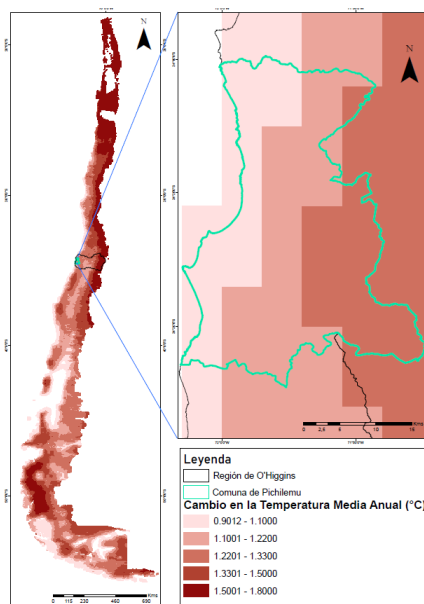 N
N
0 2,5 5 10 15
Kms
Leyenda
Región de O'Higgins
Comuna de Pichilemu
Cambio en la Temperatura Media Anual (°C)
0.9012 - 1.1000
1.1001 - 1.2200
1.2201 - 1.3300
1.3301 - 1.5000
1.5001 - 1.8000
0 115 230 460 690
Kms